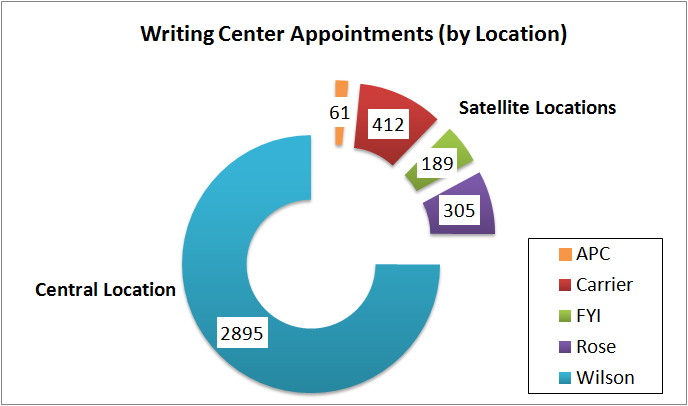 Writing Center Appointments (by Location)
61
412
Satellite Locations
189
305
Central Location
2895
APC
Carrier
FYI
Rose
Wilson